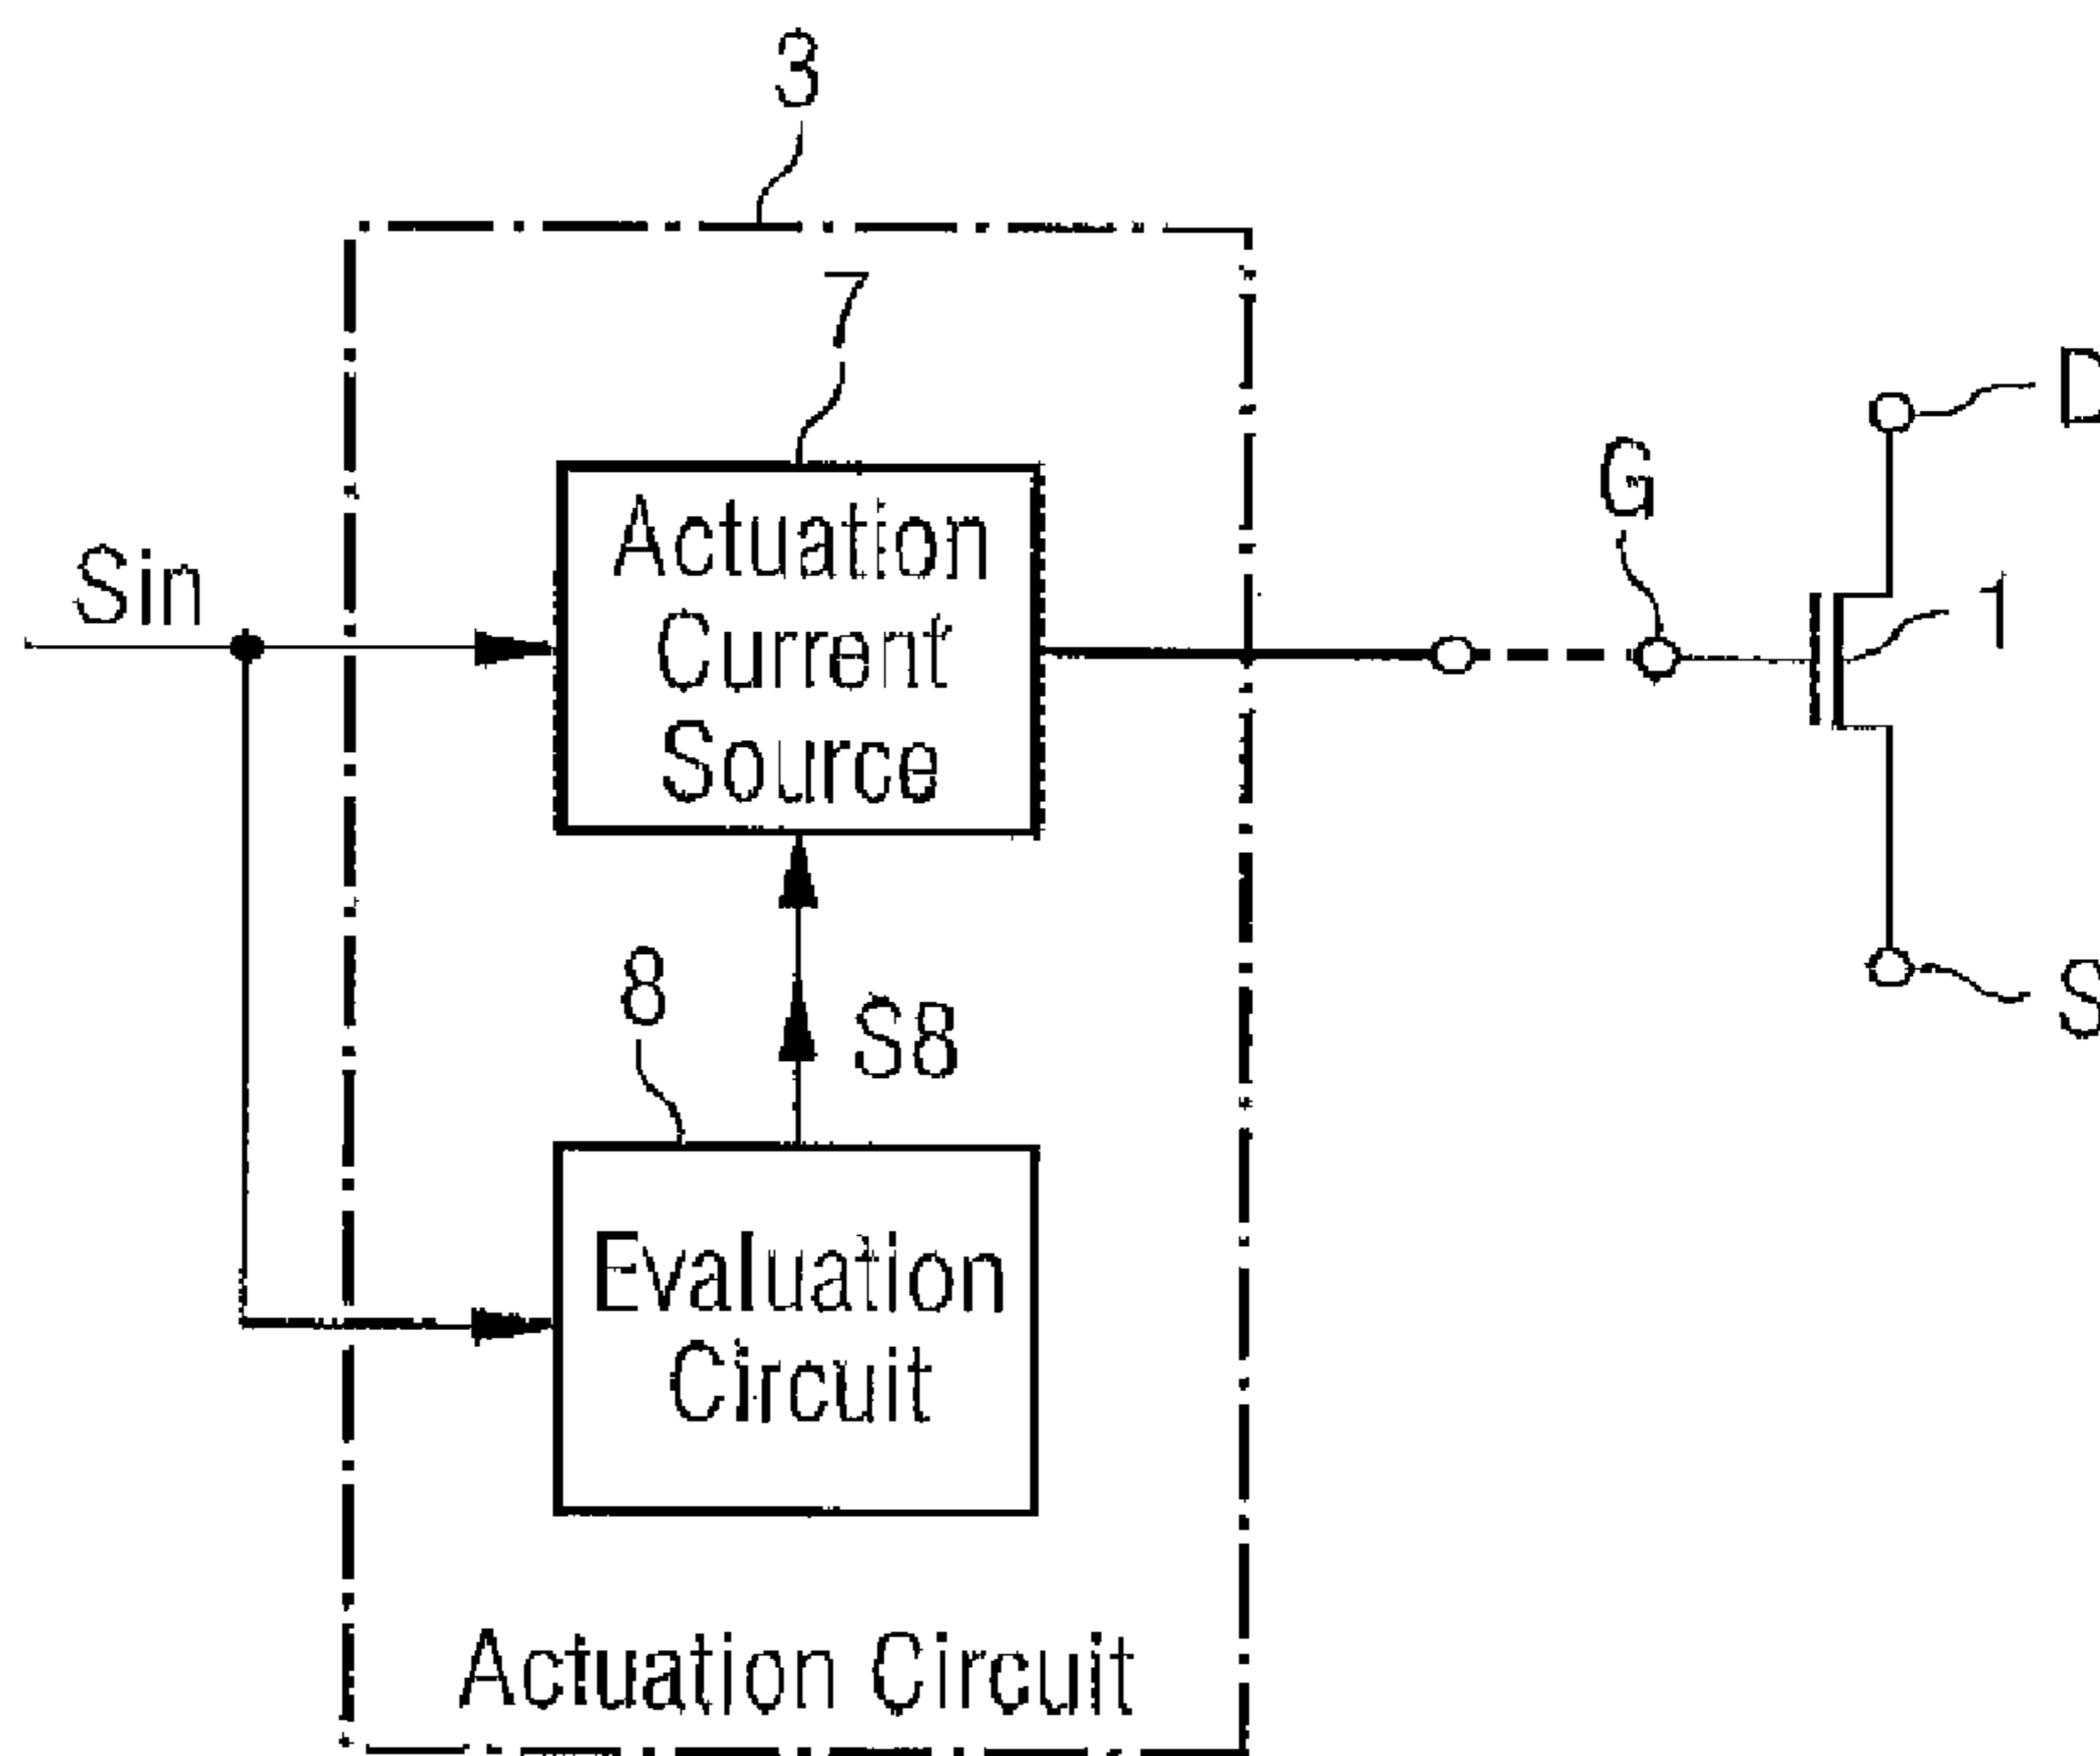 3
7
D
G
Sin
Actuation
Current
Source
1
8
S8
S
Evaluation
Circuit
Actuation Circuit